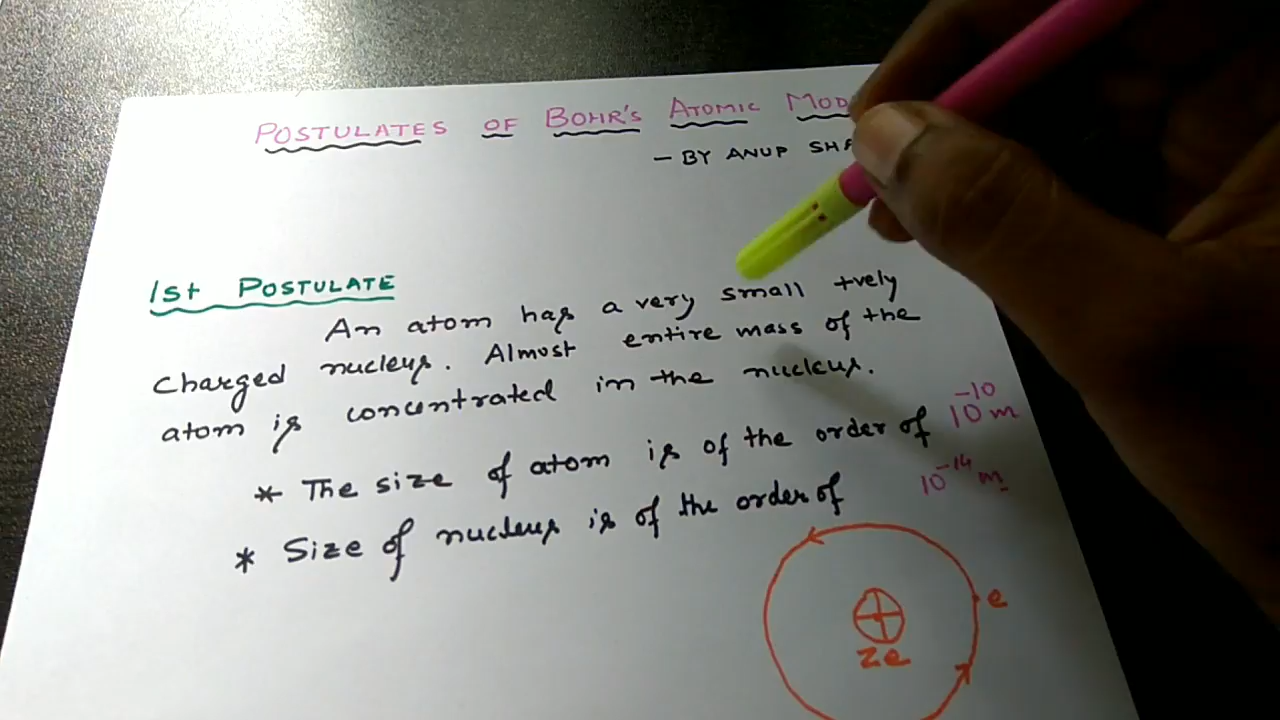 POSTULATES OF BOHR'S ATOMIC MOD
- BY ANUP SHA
1st POSTULATE
An atom has a very small +vely
charged nucleus. Almost entire mass of the
atom is concentrated in the nucleus.
* The size of atom is of the order of 10⁻¹⁰ m
* Size of nucleus is of the order of 10⁻¹⁴ m
e
ze